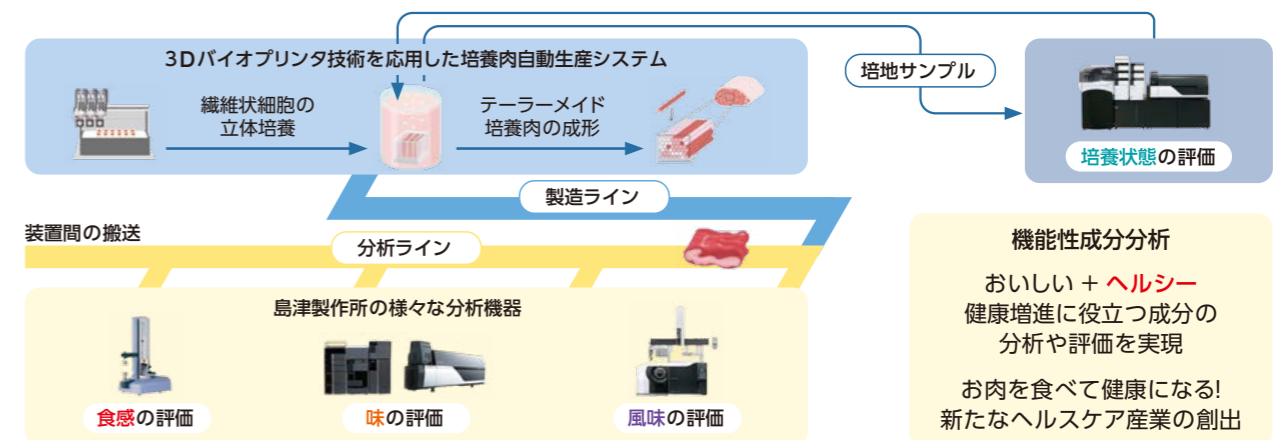 3Dバイオプリンタ技術を応用した培養肉自動生産システム
繊維状細胞の
立体培養
テーラーメイド
培養肉の成形
培地サンプル
培養状態の評価
製造ライン
装置間の搬送
分析ライン
島津製作所の様々な分析機器
食感の評価
味の評価
風味の評価
機能性成分分析
おいしい + ヘルシー
健康増進に役立つ成分の
分析や評価を実現
お肉を食べて健康になる!
新たなヘルスケア産業の創出